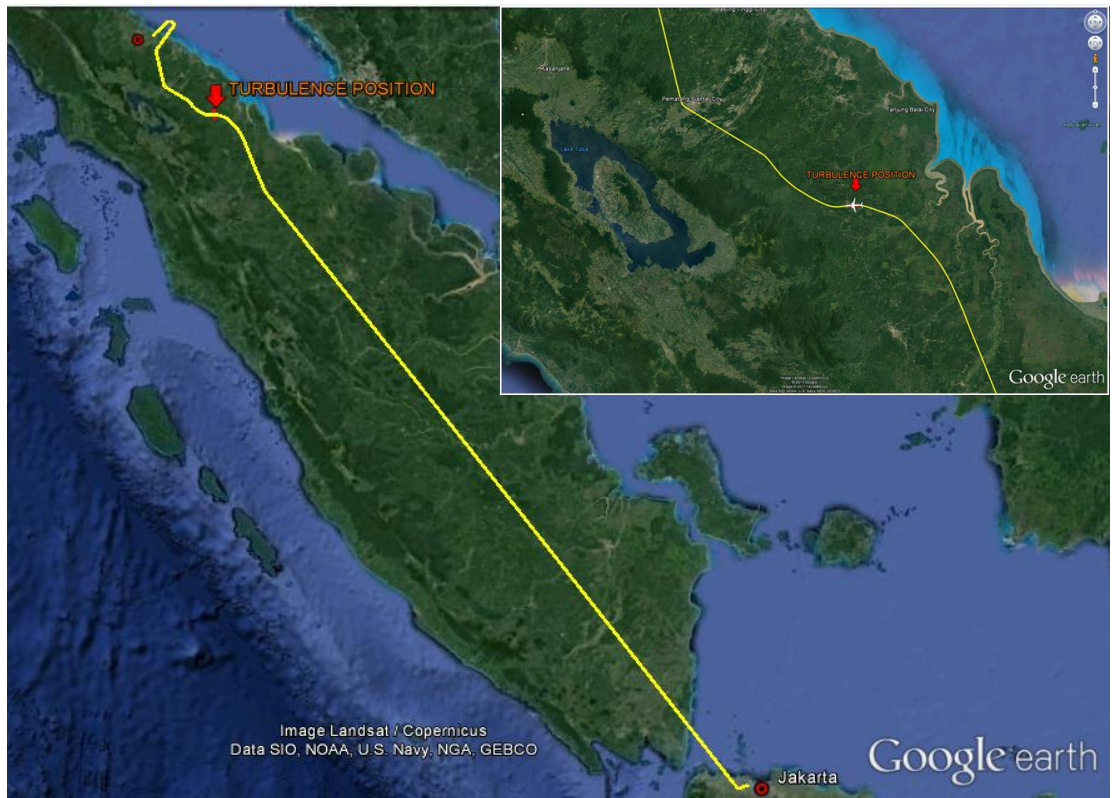 TURBULENCE POSITION
Image Landsat / Copernicus
Data SIO, NOAA, U.S. Navy, NGA, GEBCO
Jakarta
Google earth
Lake Toba
Pematang Siantar City
Tanjung Balai City
TURBULENCE POSITION
Google earth